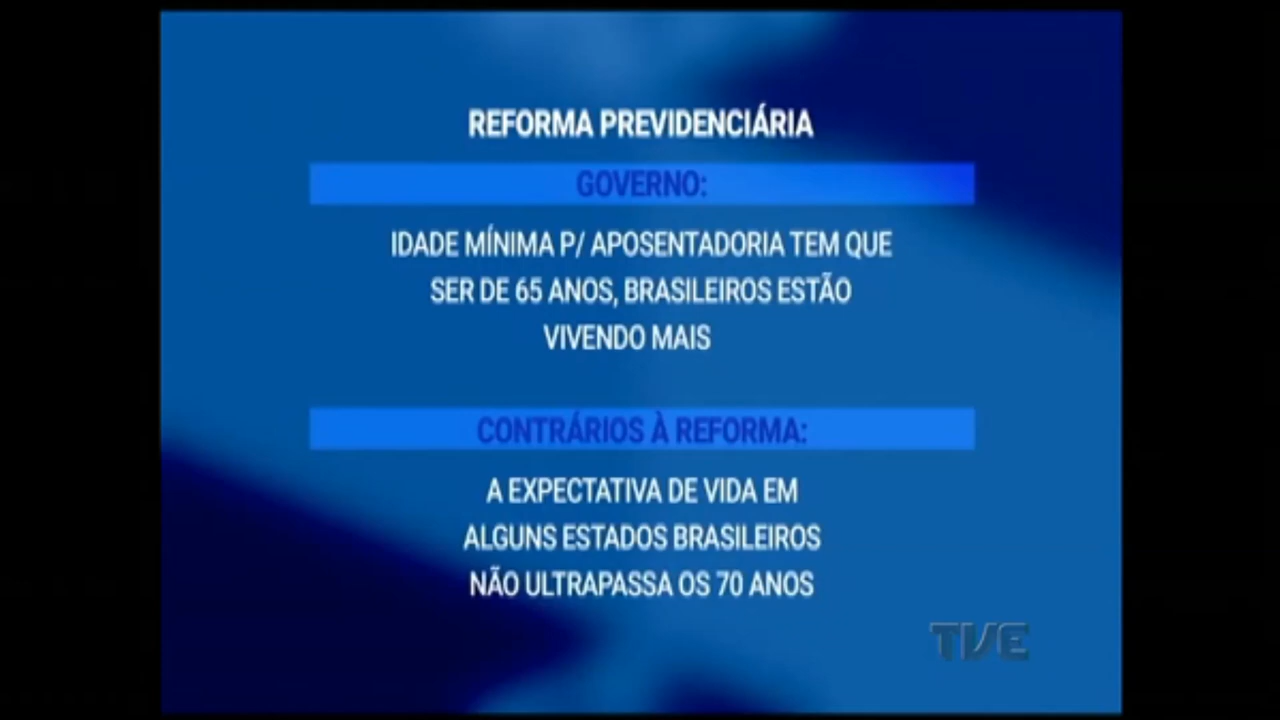 REFORMA PREVIDENCIÁRIA
GOVERNO:
IDADE MÍNIMA P/ APOSENTADORIA TEM QUE
SER DE 65 ANOS, BRASILEIROS ESTÃO
VIVENDO MAIS
CONTRÁRIOS À REFORMA:
A EXPECTATIVA DE VIDA EM
ALGUNS ESTADOS BRASILEIROS
NÃO ULTRAPASSA OS 70 ANOS
TVE